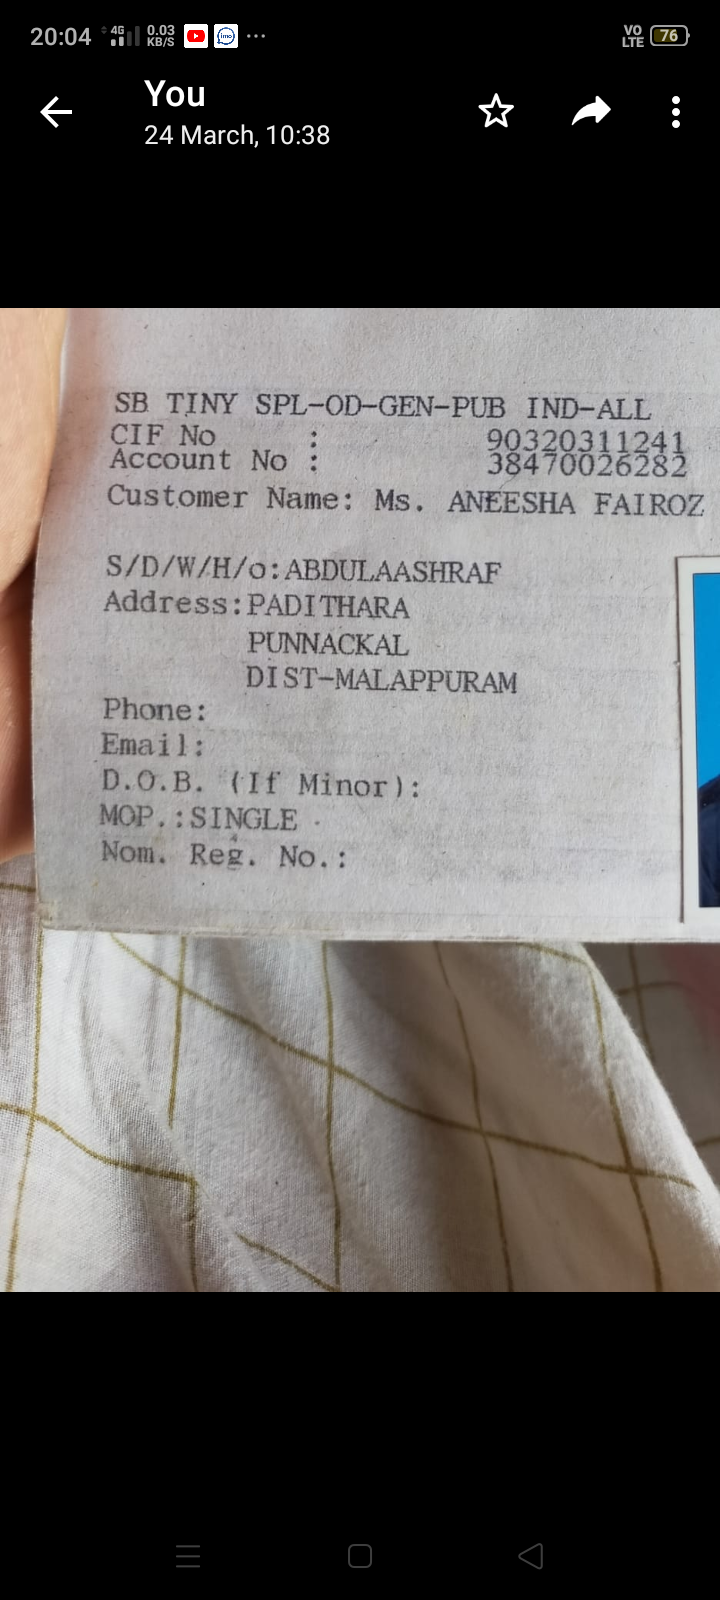 20:04 4G 0.03 KB/S imo ... VO LTE 76
You
24 March, 10:38
SB TINY SPL-OD-GEN-PUB IND-ALL
CIF No : 90320311241
Account No : 38470026282
Customer Name: Ms. ANEESHA FAIROZ
S/D/W/H/o:ABDULAASHRAF
Address:PADITHARA
PUNNACKAL
DIST-MALAPPURAM
Phone:
Email:
D.O.B. (If Minor):
MOP.:SINGLE
Nom. Reg. No.: